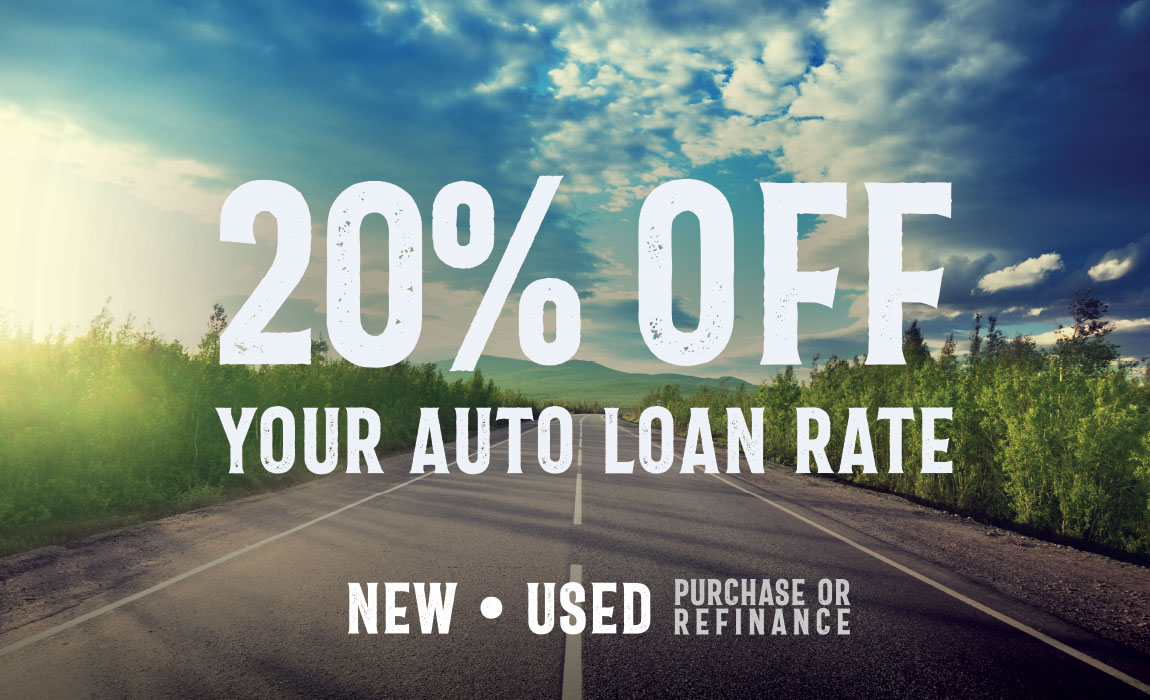 20% OFF
YOUR AUTO LOAN RATE
NEW • USED PURCHASE OR
REFINANCE